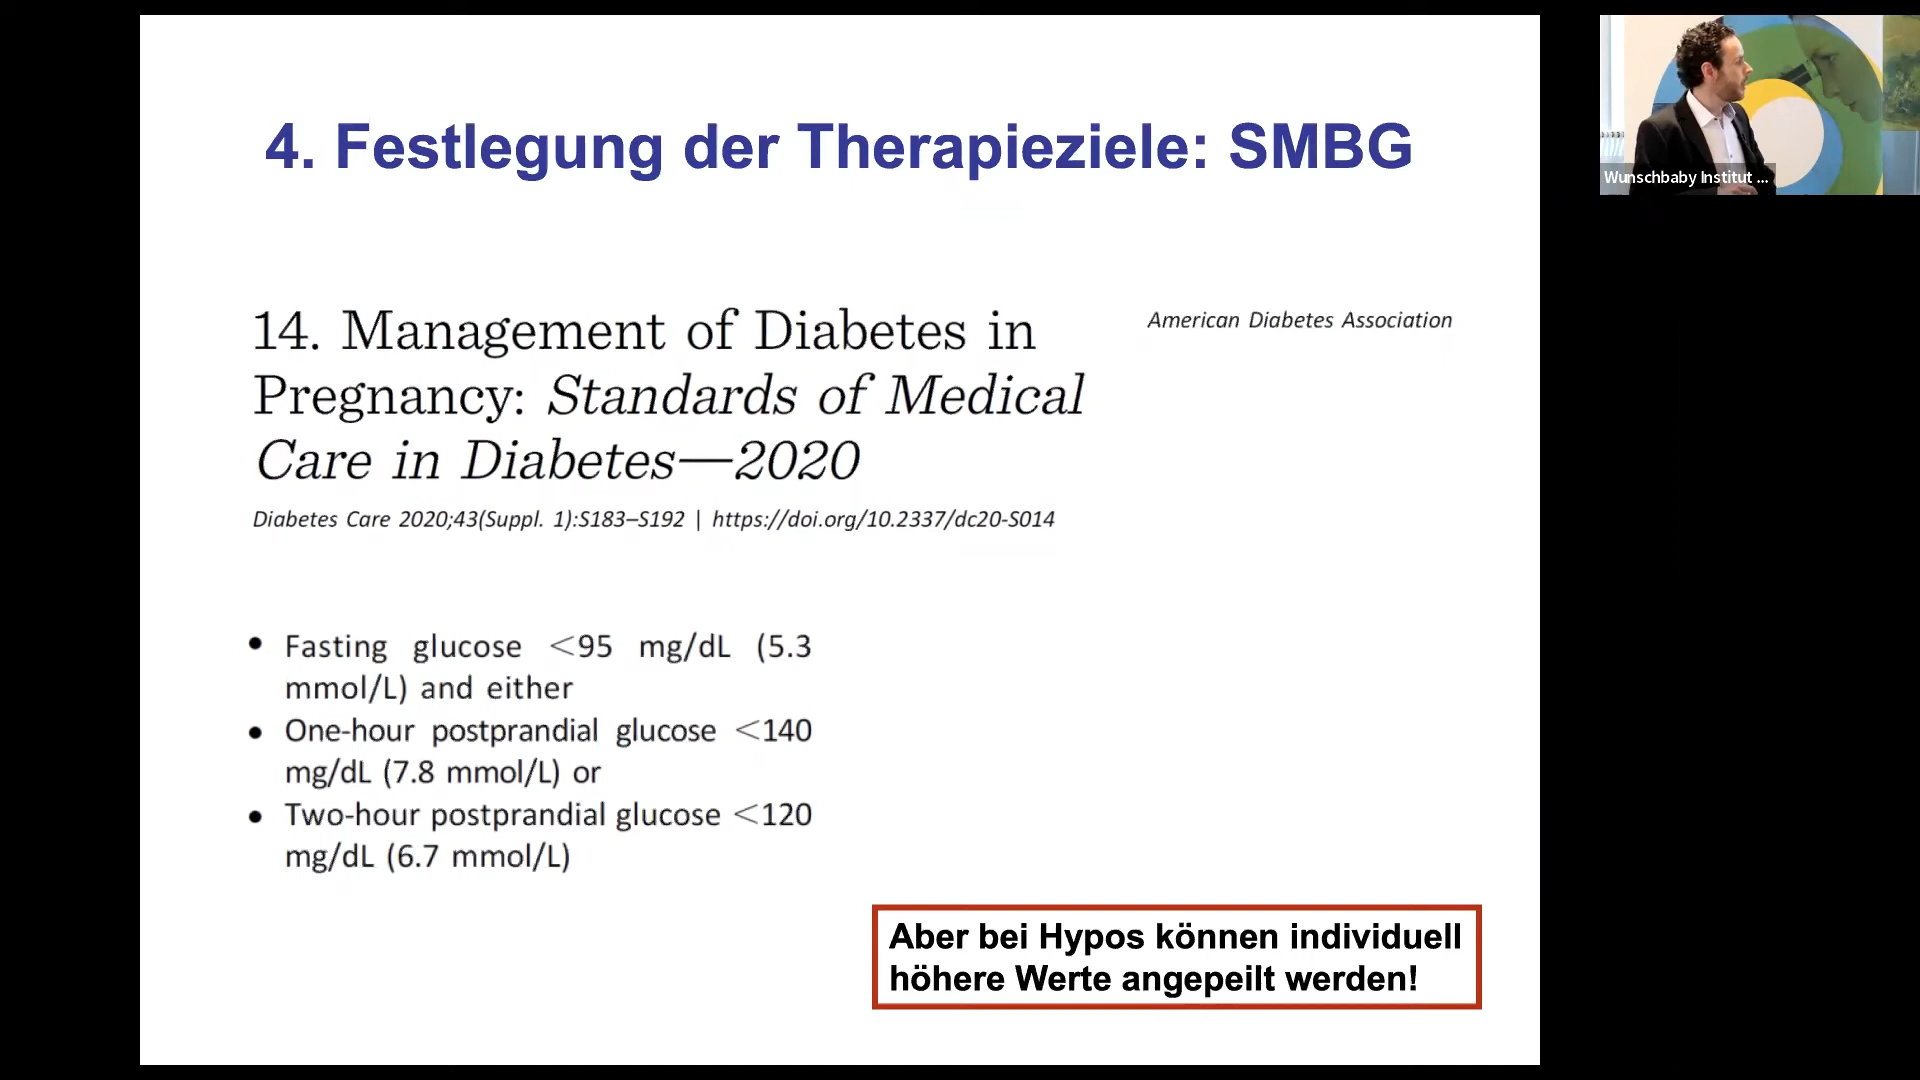 4. Festlegung der Therapieziele: SMBG
14. Management of Diabetes in
Pregnancy: Standards of Medical
Care in Diabetes—2020
American Diabetes Association
Diabetes Care 2020;43(Suppl. 1):S183–S192 | https://doi.org/10.2337/dc20-S014
• Fasting glucose <95 mg/dL (5.3
mmol/L) and either
• One-hour postprandial glucose <140
mg/dL (7.8 mmol/L) or
• Two-hour postprandial glucose <120
mg/dL (6.7 mmol/L)
Aber bei Hypos können individuell
höhere Werte angepeilt werden!
Wunschbaby Institut ...